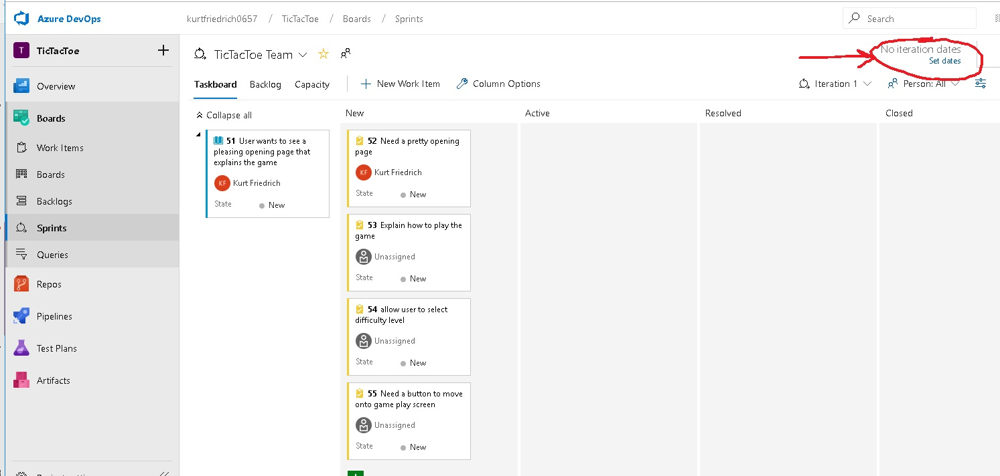 Azure DevOps
kurtfriedrich0657 / TicTacToe / Boards / Sprints
Search
T TicTacToe
TicTacToe Team
No iteration dates
Set dates
Taskboard Backlog Capacity New Work Item Column Options Iteration 1 Person: All
Overview
Boards
Work Items
Boards
Backlogs
Sprints
Queries
Repos
Pipelines
Test Plans
Artifacts
Collapse all
New Active Resolved Closed
51 User wants to see a
pleasing opening page that
explains the game
KF Kurt Friedrich
State New
52 Need a pretty opening
page
KF Kurt Friedrich
State New
53 Explain how to play the
game
Unassigned
State New
54 allow user to select
difficulty level
Unassigned
State New
55 Need a button to move
onto game play screen
Unassigned
State New